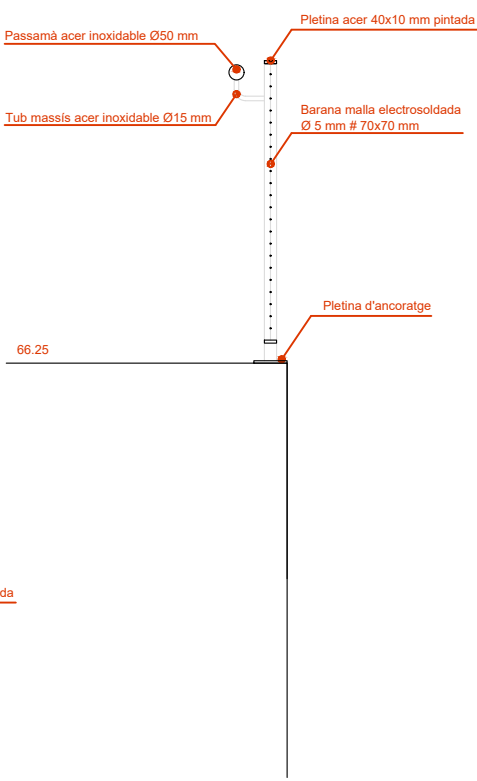 Pletina acer 40x10 mm pintada
Passamà acer inoxidable Ø50 mm
Barana malla electrosoldada
Ø 5 mm # 70x70 mm
Tub massís acer inoxidable Ø15 mm
Pletina d'ancoratge
66.25
da